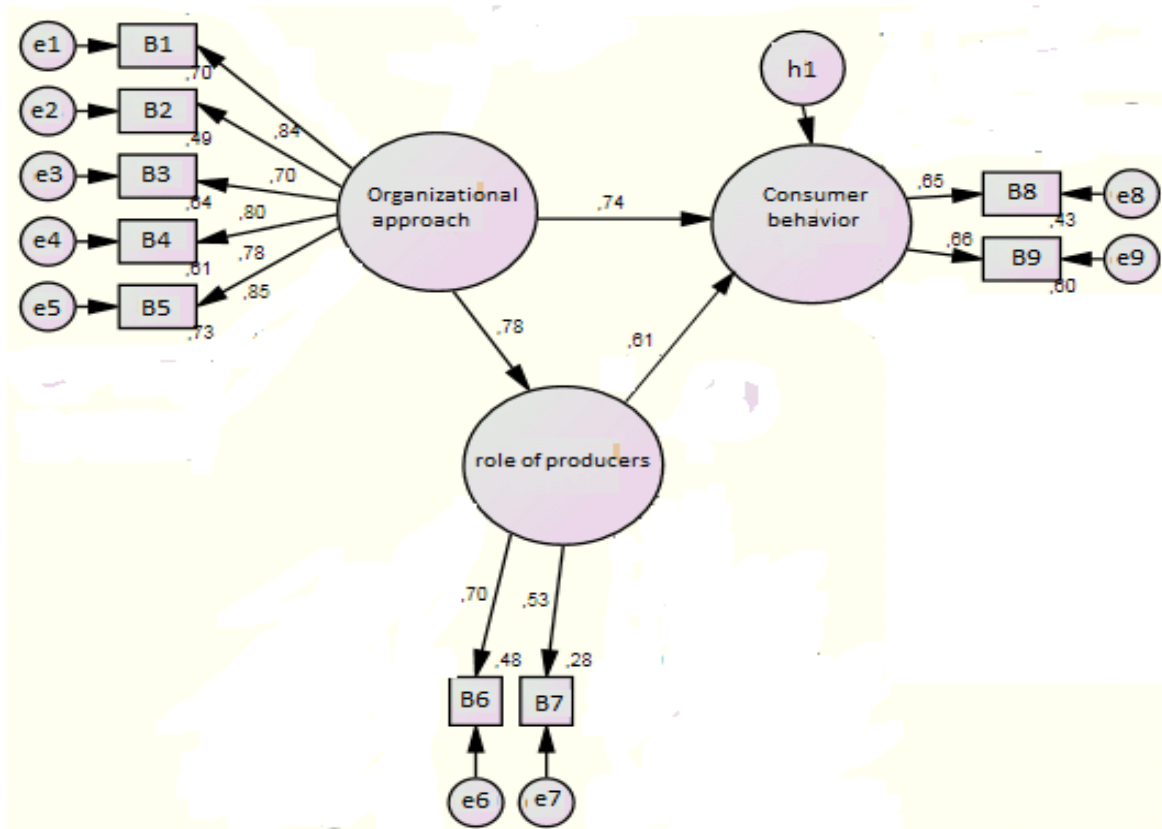 e1
B1
,70
h1
e2
B2
,84
,49
e3
B3
,70
,64
Organizational
approach
Consumer
behavior
,65
B8
e8
,43
,80
,74
e4
B4
,78
,61
,66
B9
e9
,60
,85
e5
B5
,73
,78
,61
role of producers
,70
,53
,48
,28
B6
B7
e6
e7